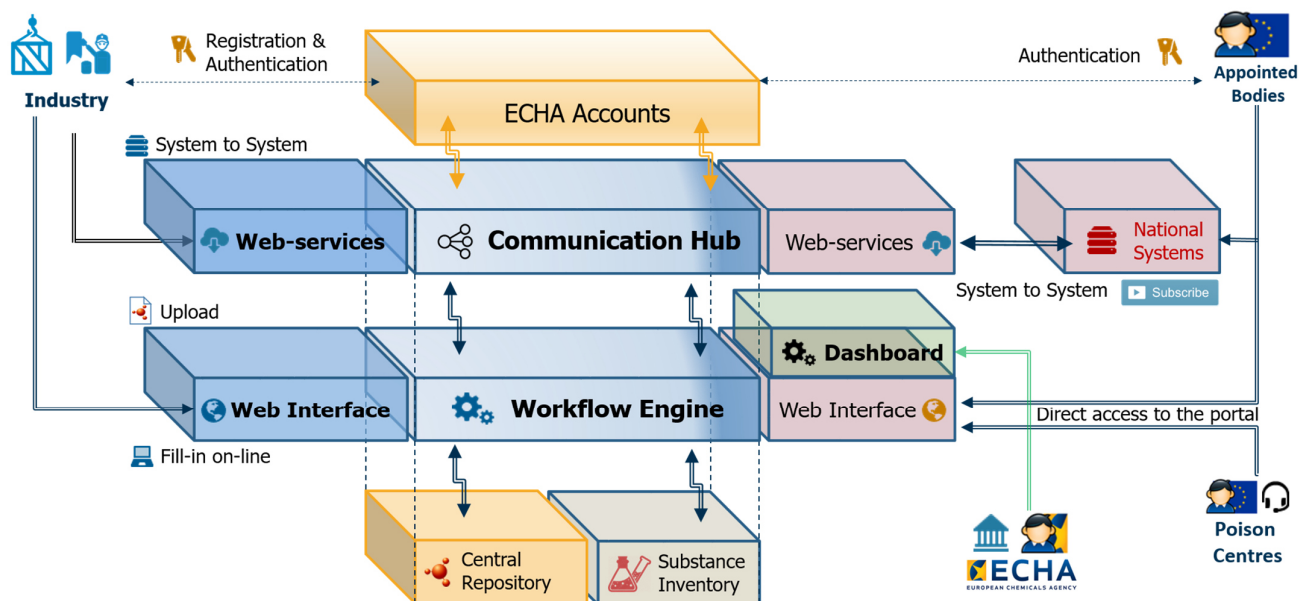 Registration &
Authentication
Authentication
Industry
Appointed
Bodies
ECHA Accounts
System to System
Web-services
Communication Hub
Web-services
National
Systems
System to System
Subscribe
Upload
Dashboard
Web Interface
Workflow Engine
Web Interface
Direct access to the portal
Fill-in on-line
Central
Repository
Substance
Inventory
Poison
Centres
ECHA
EUROPEAN CHEMICALS AGENCY